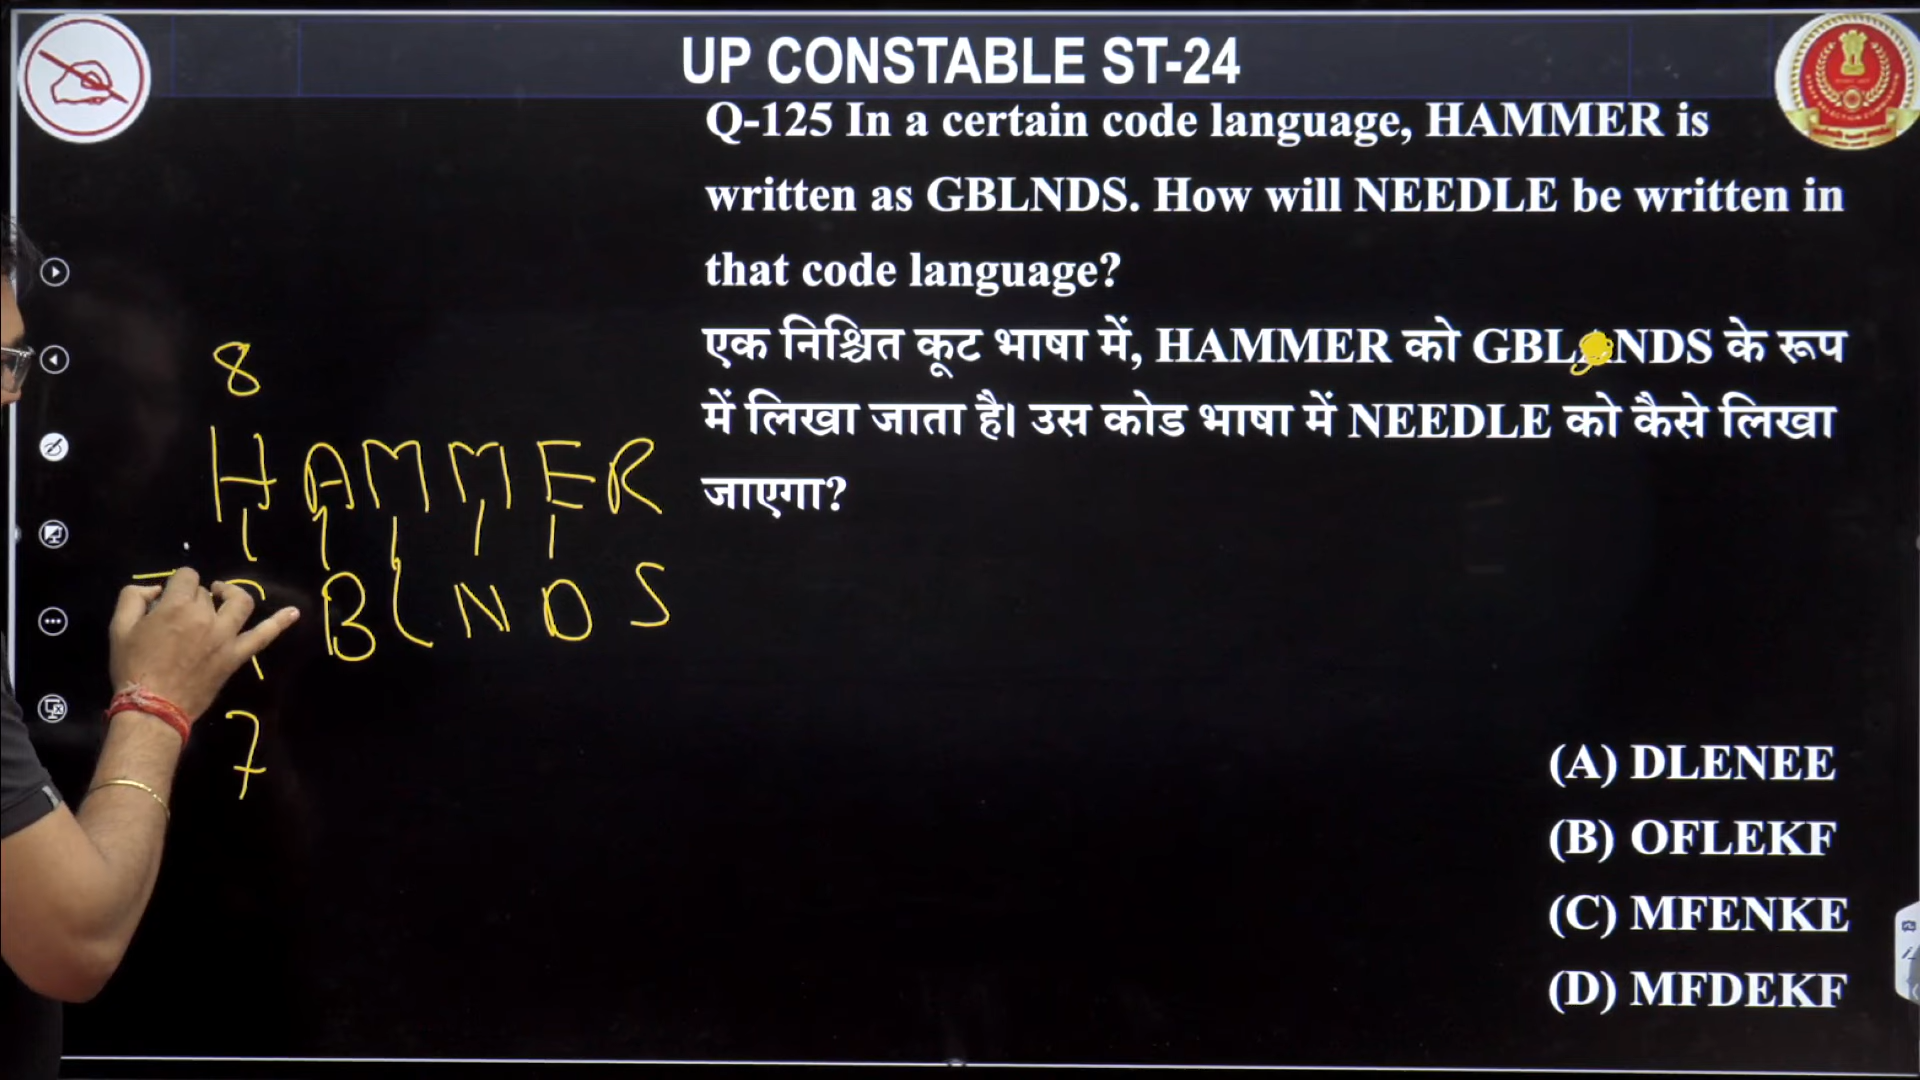 UP CONSTABLE ST-24
Q-125 In a certain code language, HAMMER is
written as GBLNDS. How will NEEDLE be written in
that code language?
एक निश्चित कूट भाषा में, HAMMER को GBL NDS के रूप
में लिखा जाता है। उस कोड भाषा में NEEDLE को कैसे लिखा
जाएगा?
8
HAMMER
BLNDS
7
(A) DLENEE
(B) OFLEKF
(C) MFENKE
(D) MFDEKF